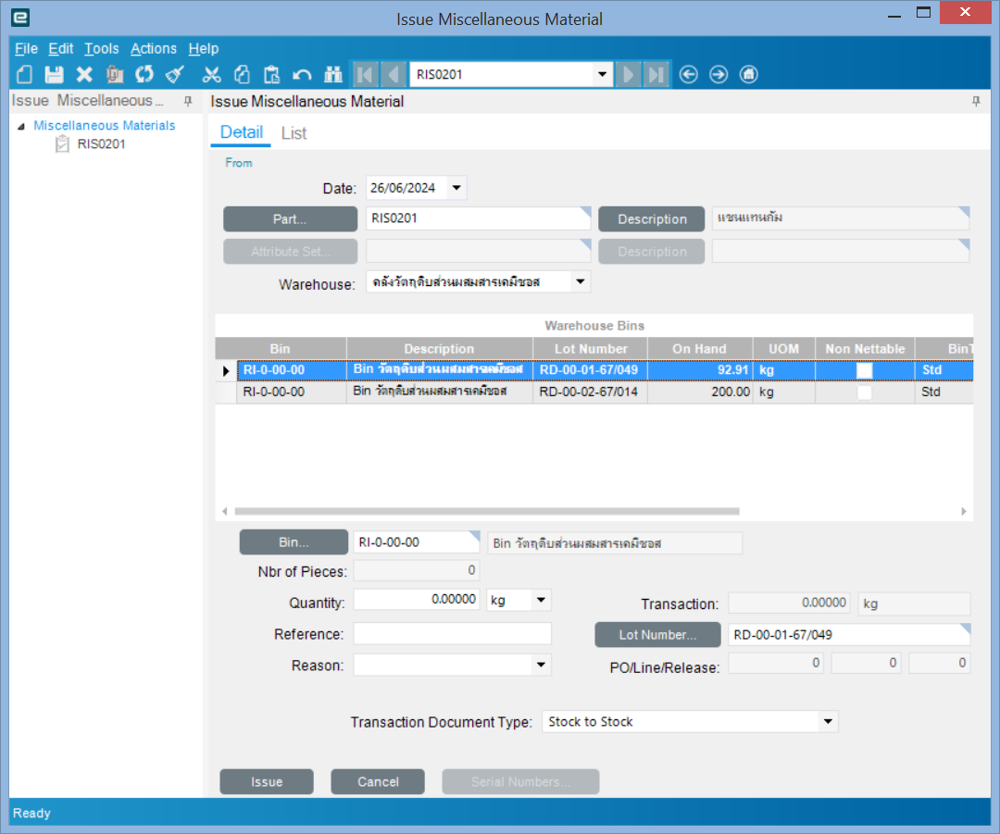 Issue Miscellaneous Material
File Edit Tools Actions Help
RIS0201
Issue Miscellaneous ...
Issue Miscellaneous Material
Miscellaneous Materials
RIS0201
Detail List
From
Date: 26/06/2024
Part... RIS0201 Description แซนแทนกัม
Attribute Set... Description
Warehouse: คลังวัตถุดิบส่วนผสมสารเคมีซอส
Warehouse Bins
Bin Description Lot Number On Hand UOM Non Nettable BinT
RI-0-00-00 Bin วัตถุดิบส่วนผสมสารเคมีซอส RD-00-01-67/049 92.91 kg Std
RI-0-00-00 Bin วัตถุดิบส่วนผสมสารเคมีซอส RD-00-02-67/014 200.00 kg Std
Bin... RI-0-00-00 Bin วัตถุดิบส่วนผสมสารเคมีซอส
Nbr of Pieces: 0
Quantity: 0.00000 kg Transaction: 0.00000 kg
Reference: Lot Number... RD-00-01-67/049
Reason: PO/Line/Release: 0 0 0
Transaction Document Type: Stock to Stock
Issue Cancel Serial Numbers...
Ready